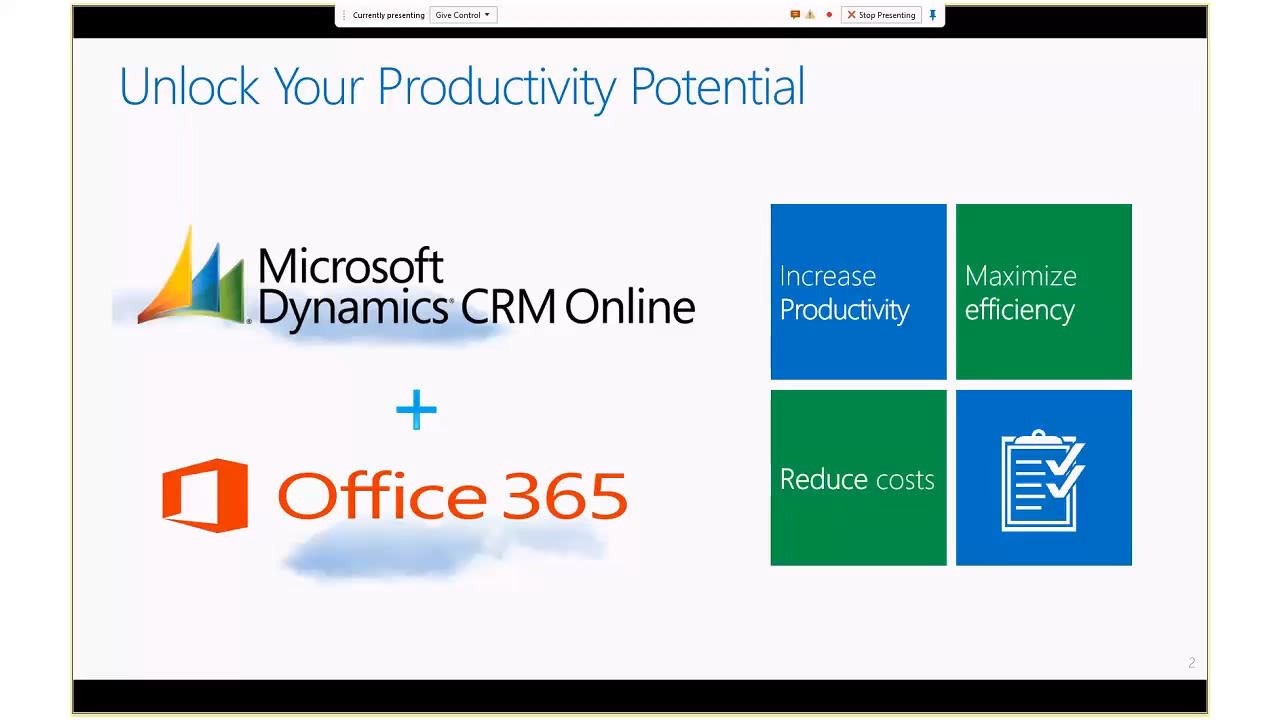 Currently presenting Give Control Stop Presenting
Unlock Your Productivity Potential
Microsoft
Dynamics® CRM Online
+
Office 365
Increase
Productivity
Maximize
efficiency
Reduce costs
2